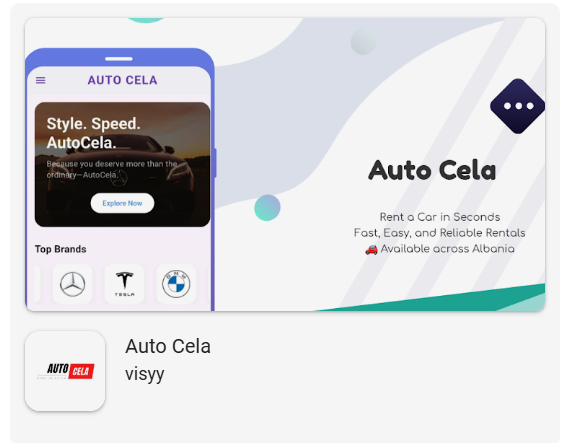 AUTO CELA
Style. Speed.
AutoCela.
Because you deserve more than the
ordinary—AutoCela.
Explore Now
Top Brands
TESLA
BMW
Auto Cela
Rent a Car in Seconds
Fast, Easy, and Reliable Rentals
🚗 Available across Albania
AUTO CELA
Auto Cela
visyy